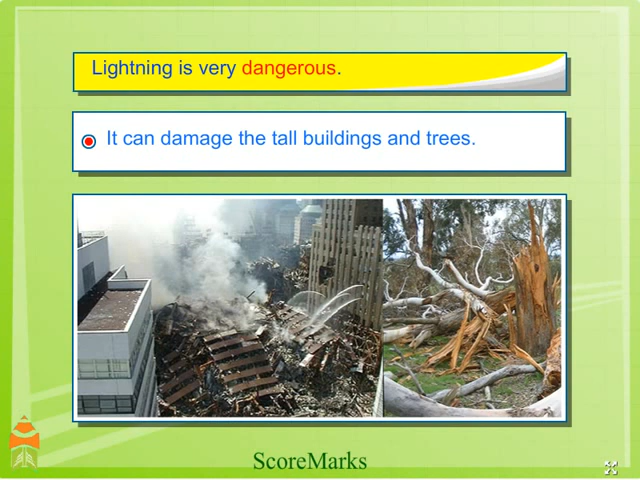 Lightning is very dangerous.
It can damage the tall buildings and trees.
ScoreMarks